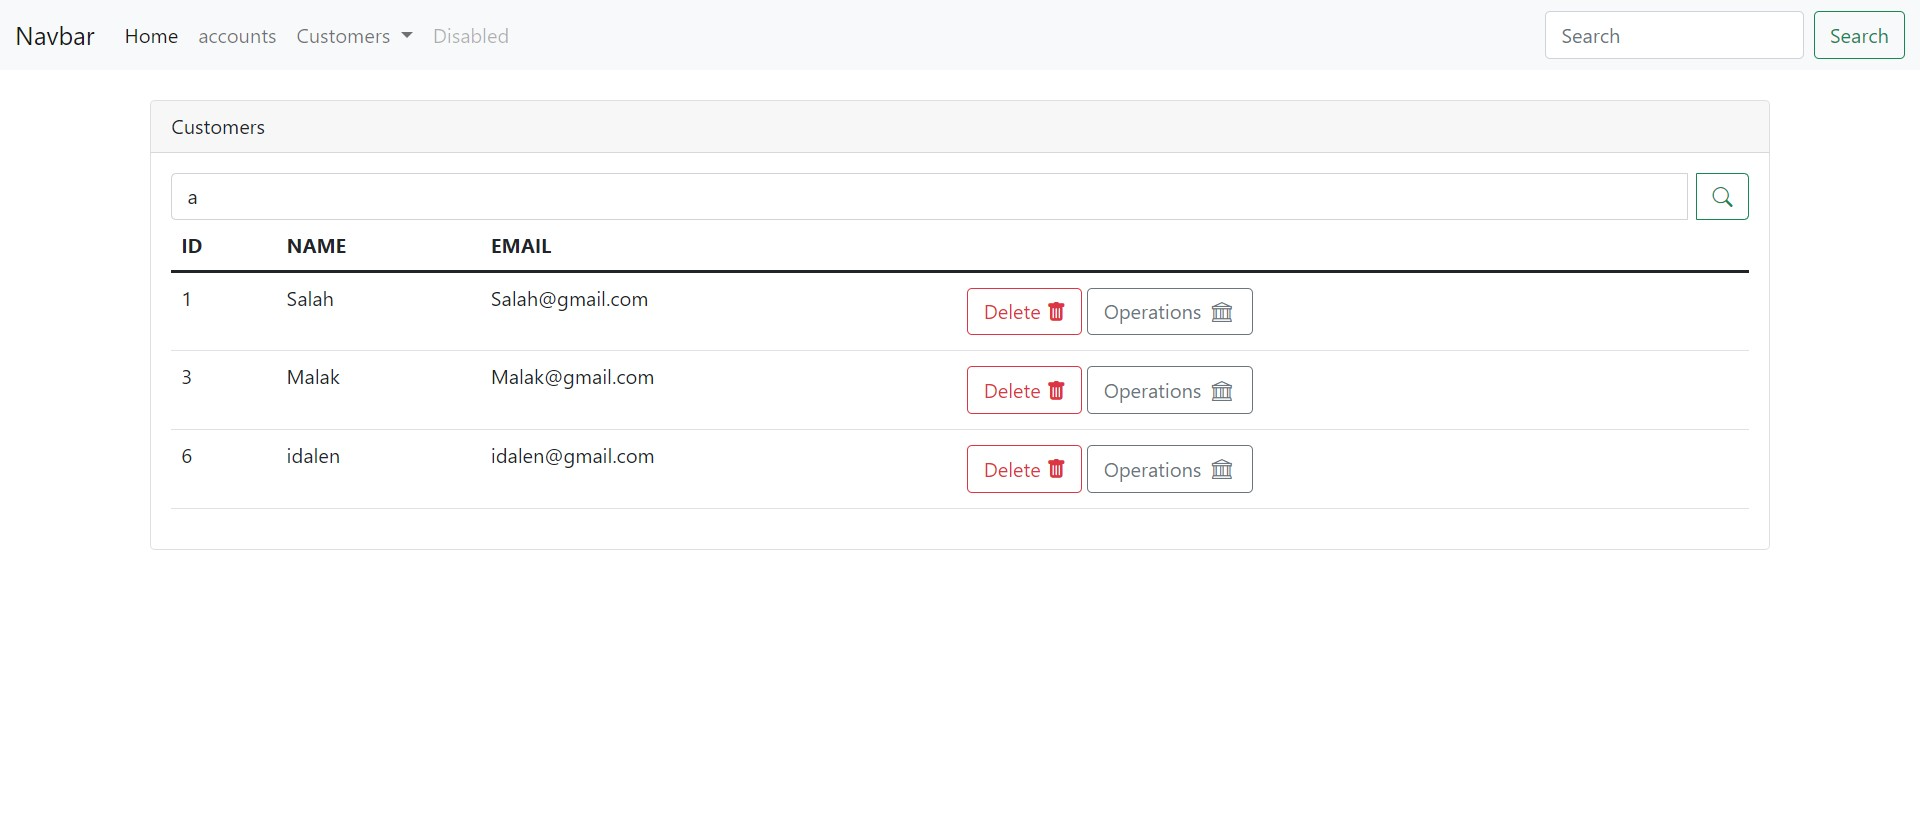 Navbar Home accounts Customers Disabled Search Search
Customers
a
ID NAME EMAIL
1 Salah Salah@gmail.com Delete Operations
3 Malak Malak@gmail.com Delete Operations
6 idalen idalen@gmail.com Delete Operations